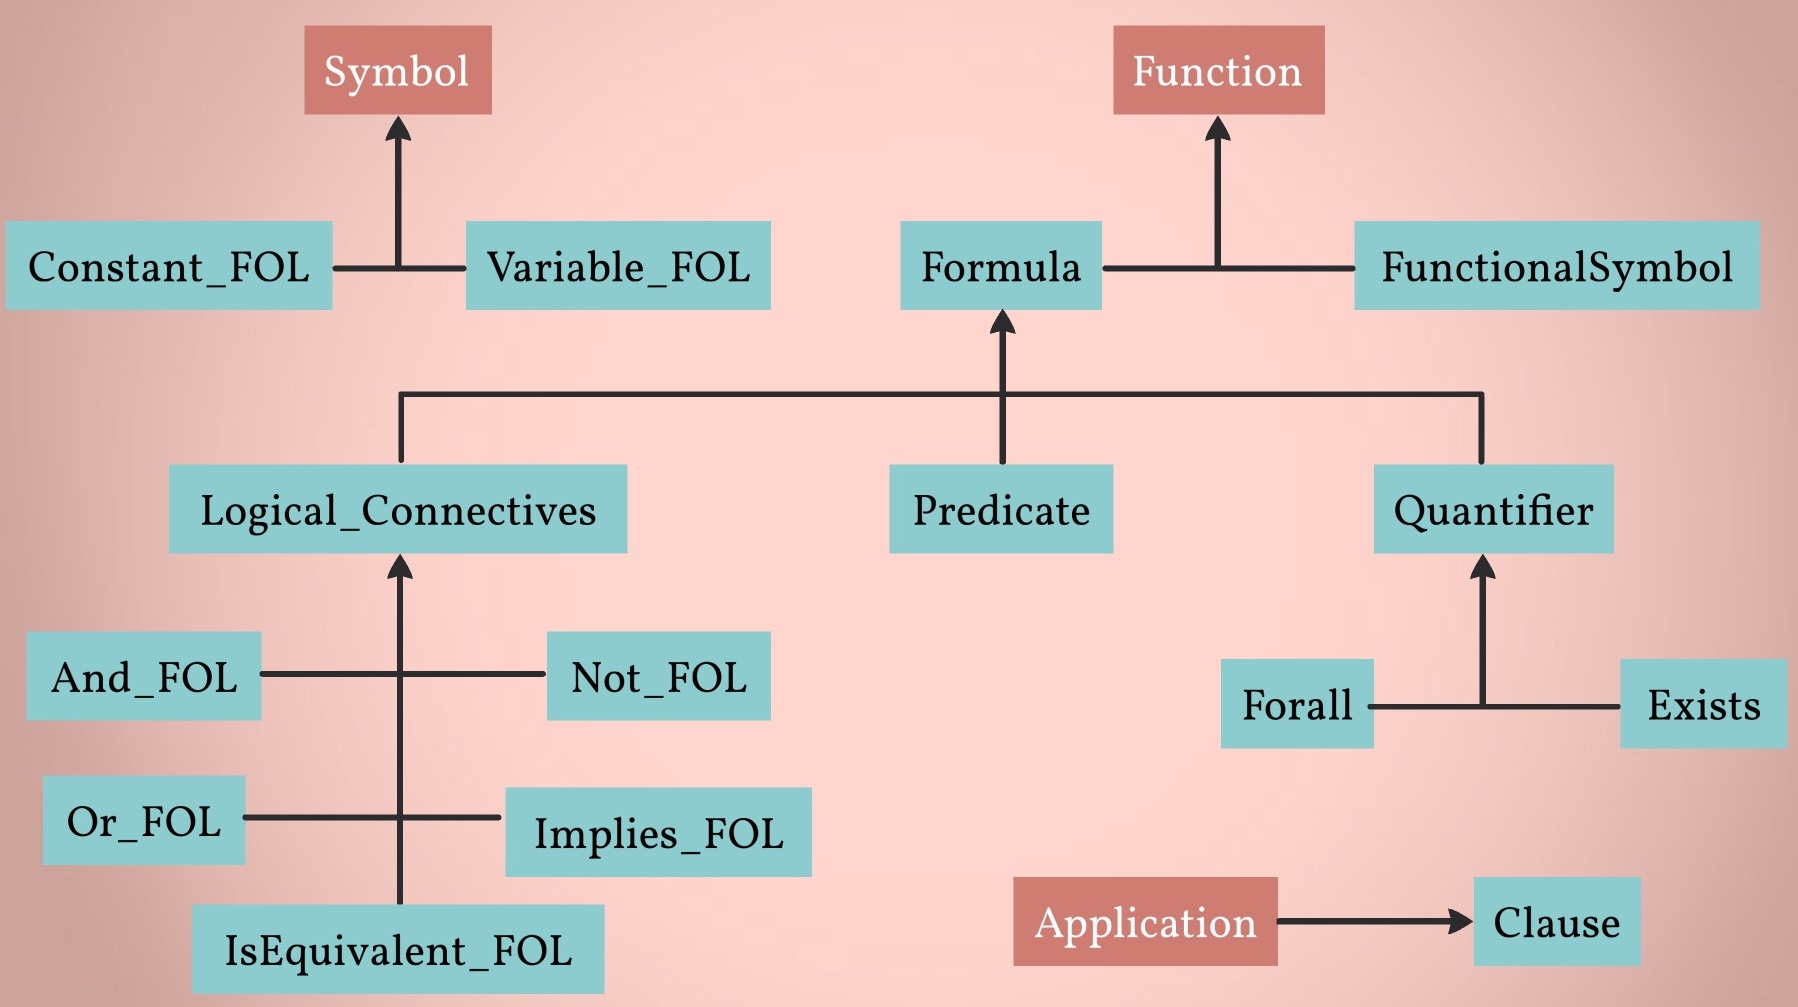 Symbol
Function
Constant_FOL
Variable_FOL
Formula
FunctionalSymbol
Logical_Connectives
Predicate
Quantifier
And_FOL
Not_FOL
Forall
Exists
Or_FOL
Implies_FOL
Application
Clause
IsEquivalent_FOL